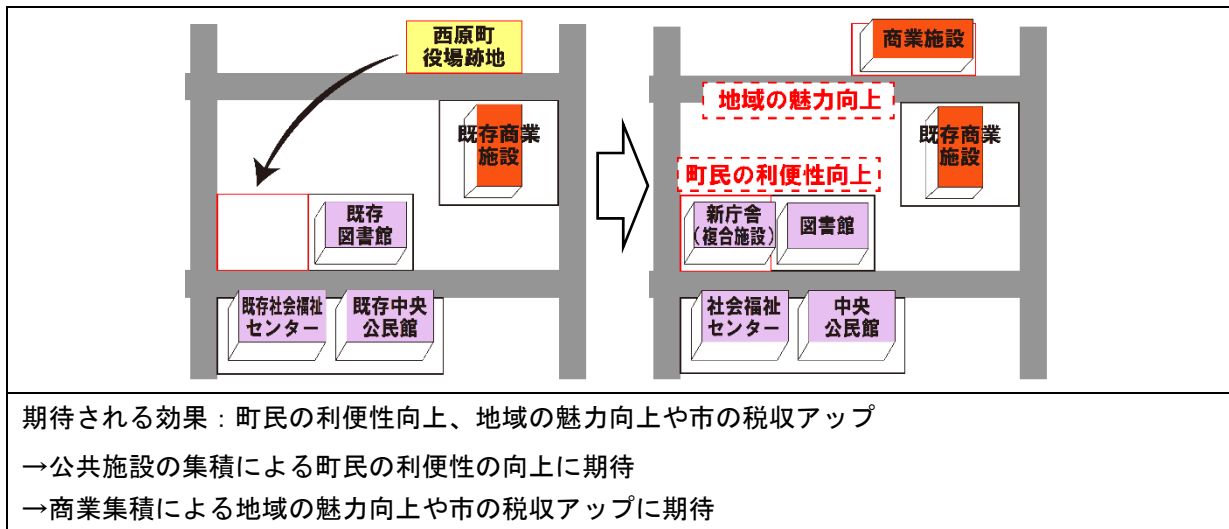 西原町
役場跡地
既存商業
施設
既存
図書館
既存社会福祉
センター
既存中央
公民館
商業施設
地域の魅力向上
既存商業
施設
町民の利便性向上
新庁舎
(複合施設)
図書館
社会福祉
センター
中央
公民館
期待される効果：町民の利便性向上、地域の魅力向上や市の税収アップ
→公共施設の集積による町民の利便性の向上に期待
→商業集積による地域の魅力向上や市の税収アップに期待